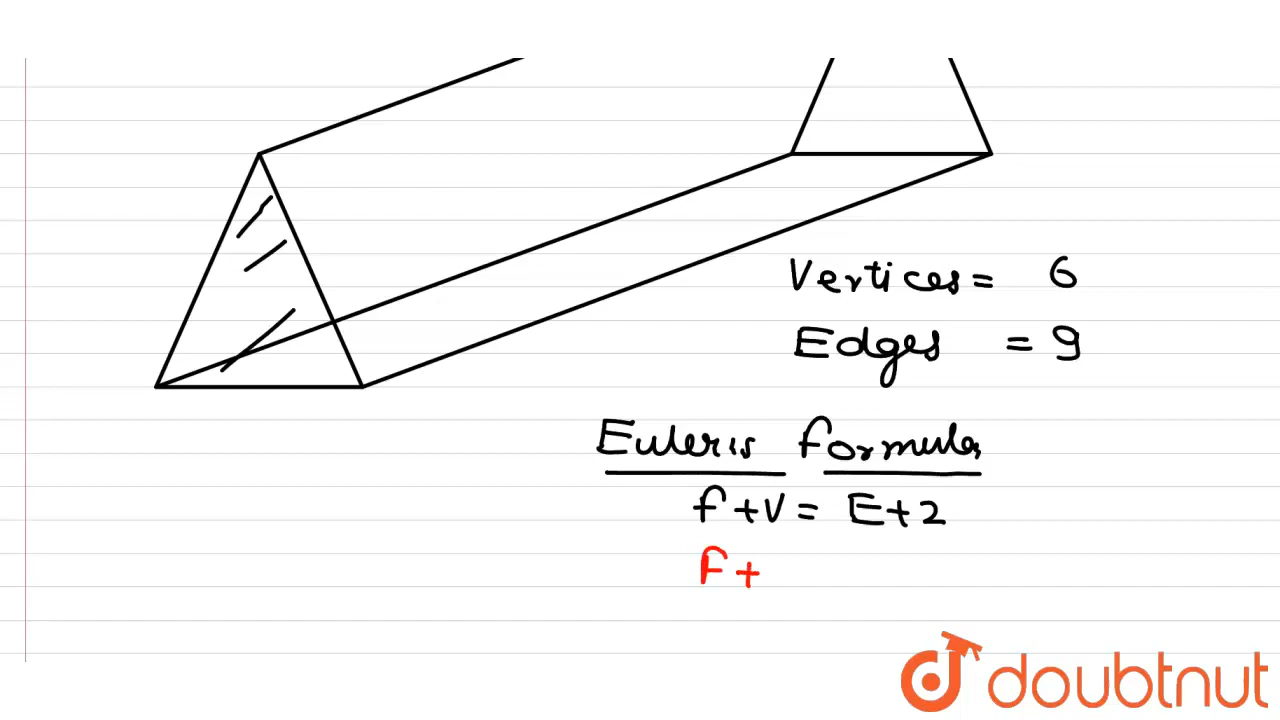 Vertices = 6
Edges = 9
Euler's formula
f + V = E + 2
F +
doubtnut